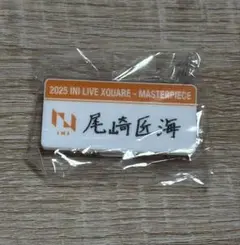 2025 INI LIVE XQUARE - MASTERPIECE
INI
尾崎匠海